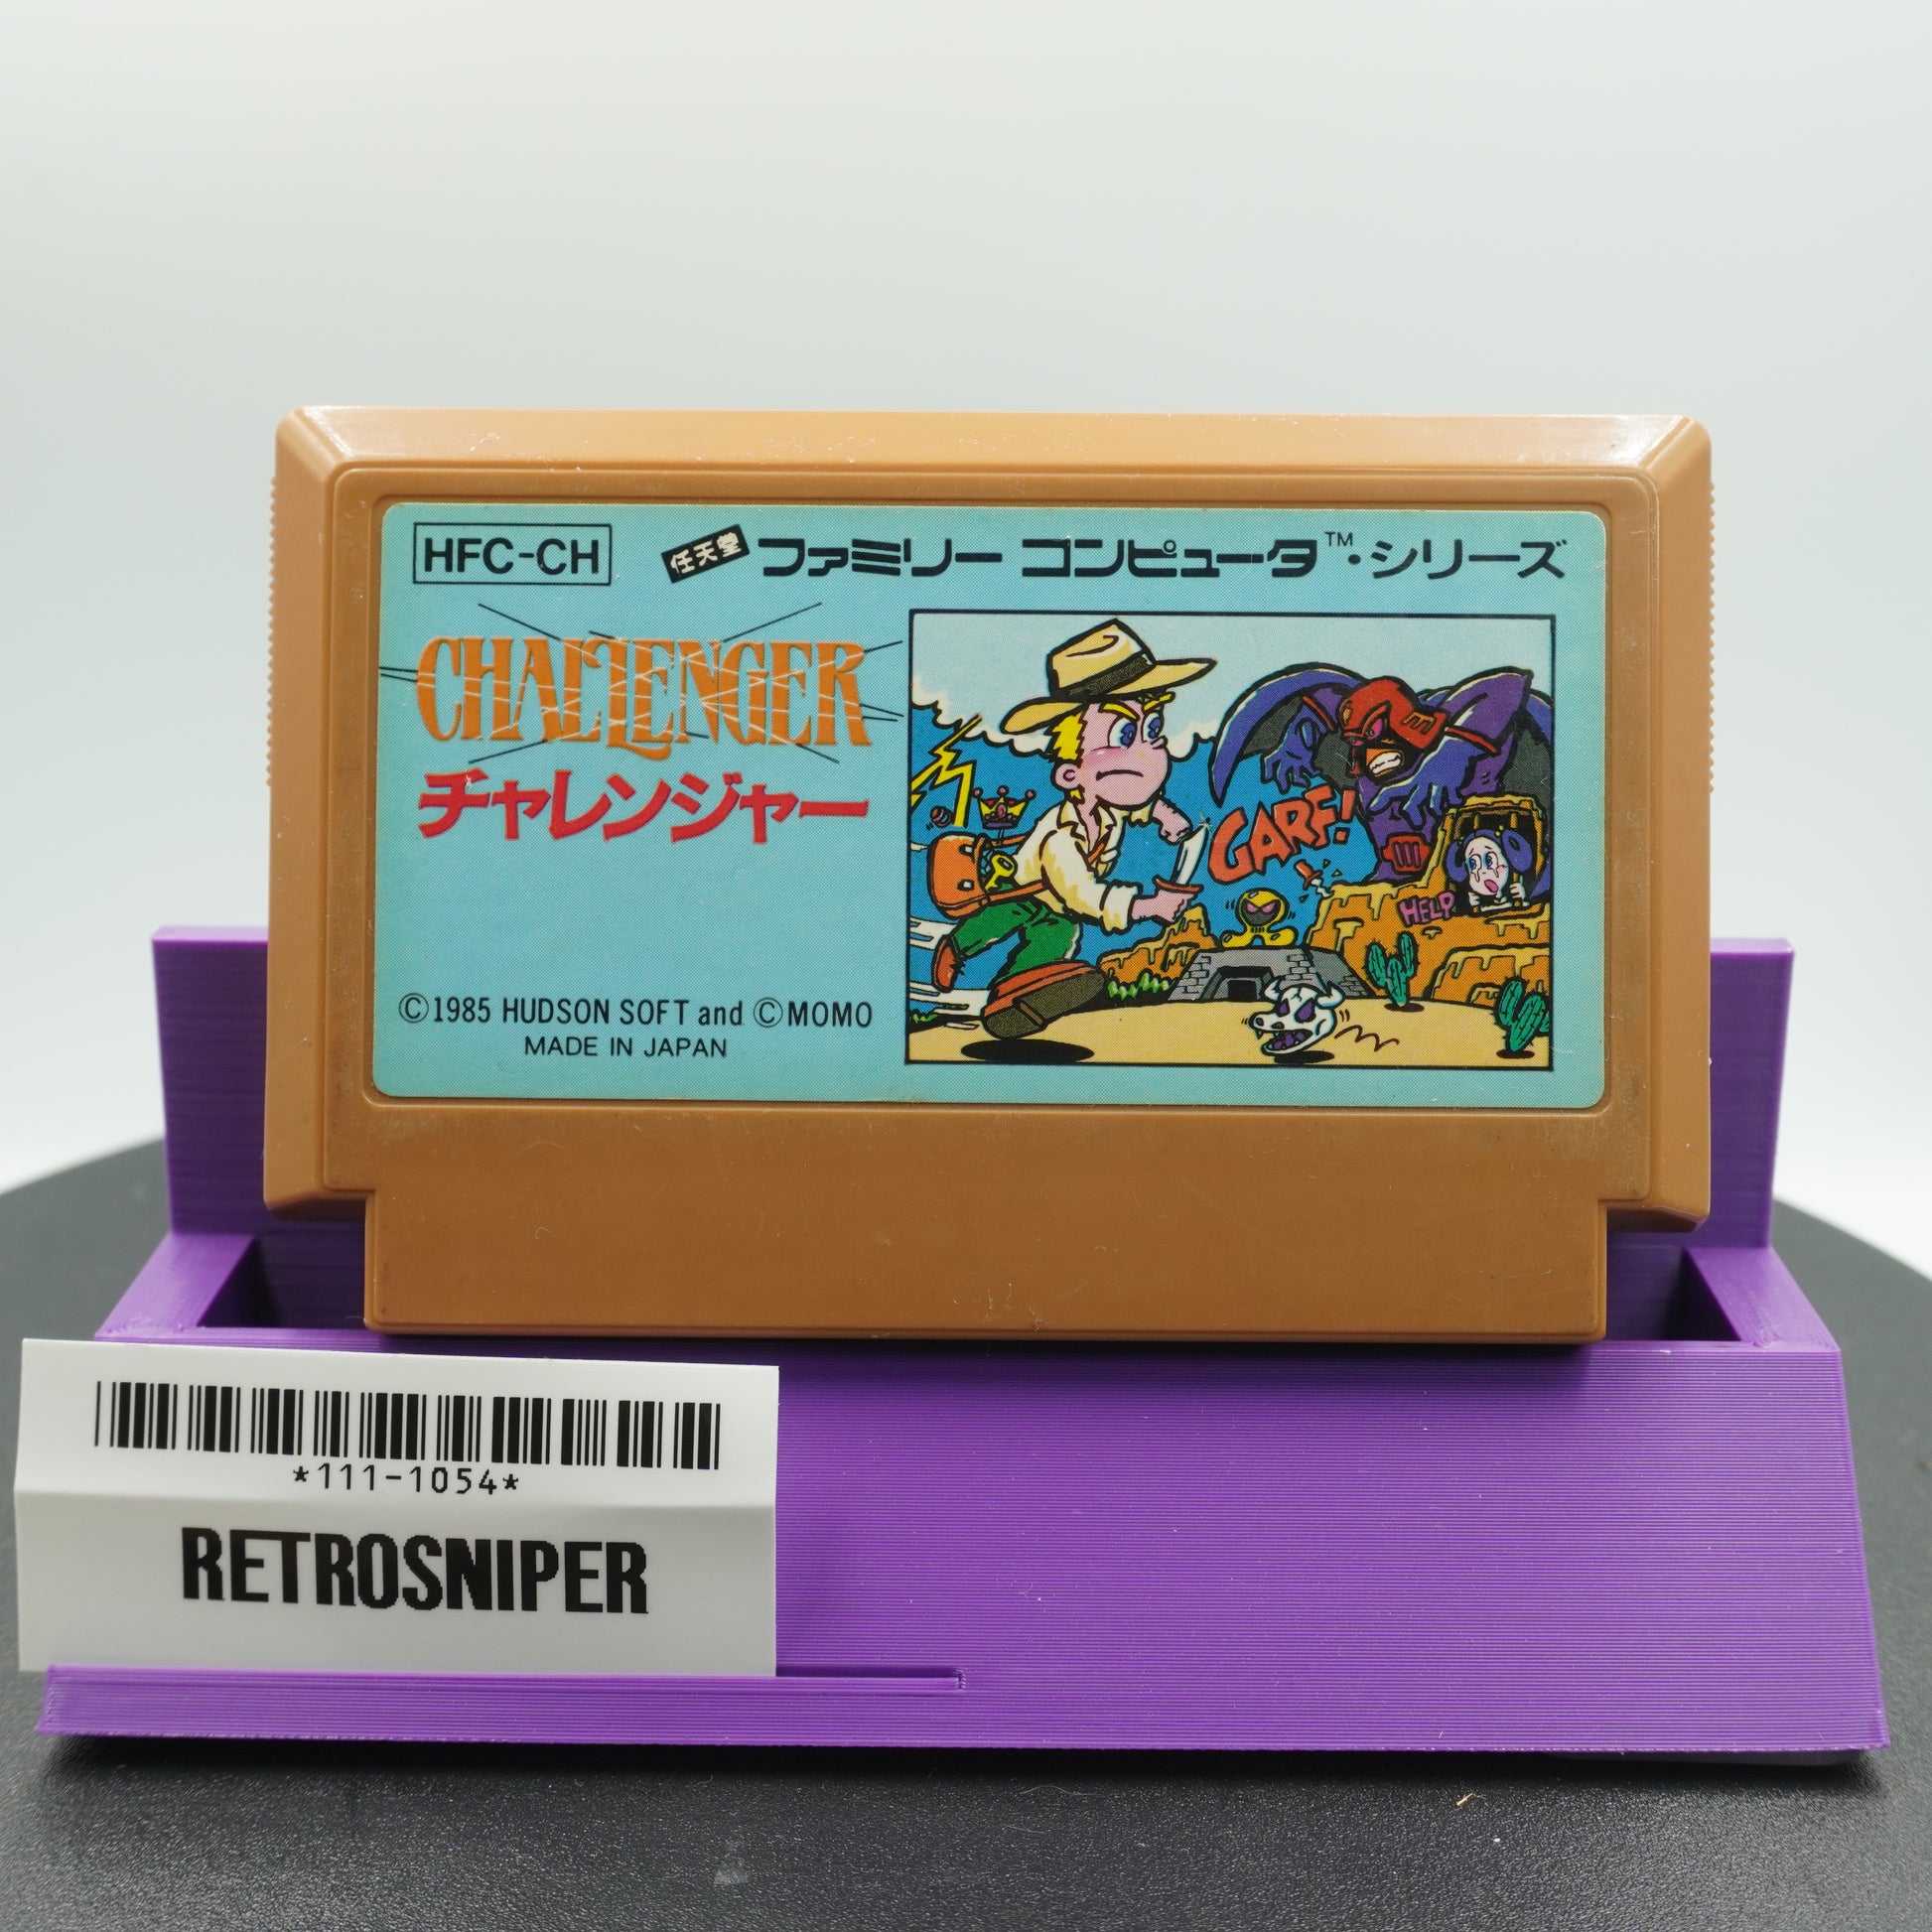 HFC-CH
任天堂 ファミリー コンピュータ™・シリーズ
CHALLENGER
チャレンジャー
GARF!
HELP
©1985 HUDSON SOFT and ©MOMO
MADE IN JAPAN
*111-1054*
RETROSNIPER